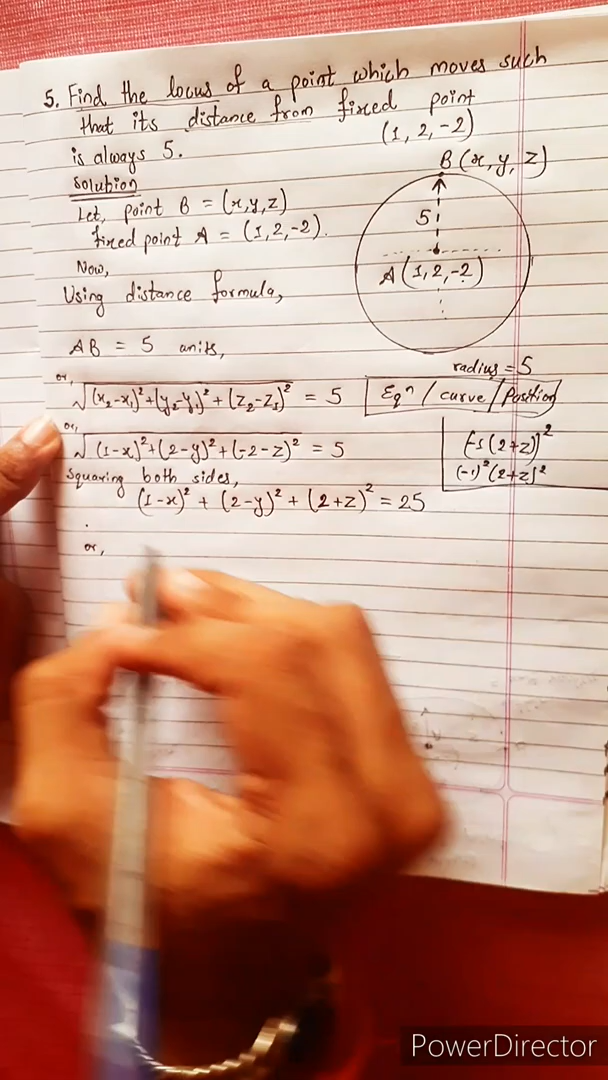 5. Find the locus of a point which moves such
that its distance from fixed point
(1, 2, -2)
is always 5.
Solution
Let, point B = (x,y,z)
fixed point A = (1,2,-2).
Now,
Using distance formula,
AB = 5 units,
B(x,y,z)
5
A(1,2,-2)
radius = 5
or, √(x₂-x₁)²+(y₂-y₁)²+(z₂-z₁)² = 5
Eqⁿ / curve / Position
or, √(1-x)²+(2-y)²+(-2-z)² = 5
(-1(2+z))²
(-1)²(2+z)²
Squaring both sides,
(1-x)² + (2-y)² + (2+z)² = 25
or,
PowerDirector